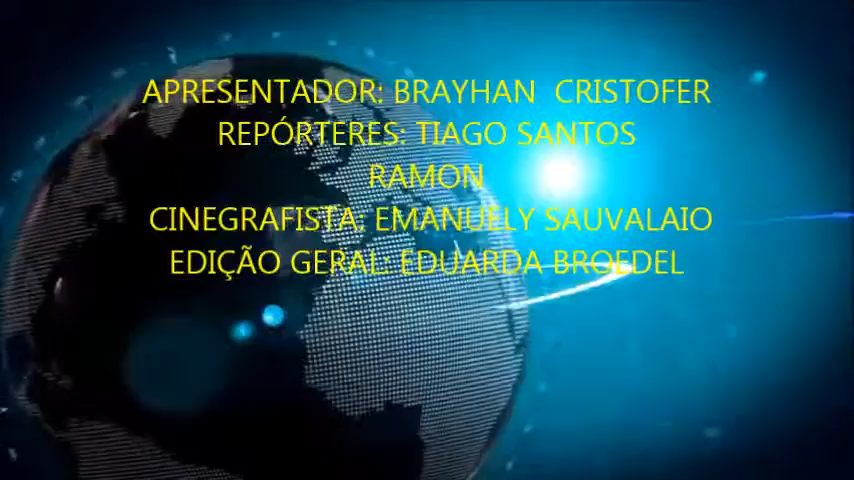 APRESENTADOR: BRAYHAN  CRISTOFER
REPÓRTERES: TIAGO SANTOS
RAMON
CINEGRAFISTA: EMANUELY SAUVALAIO
EDIÇÃO GERAL: EDUARDA BROEDEL